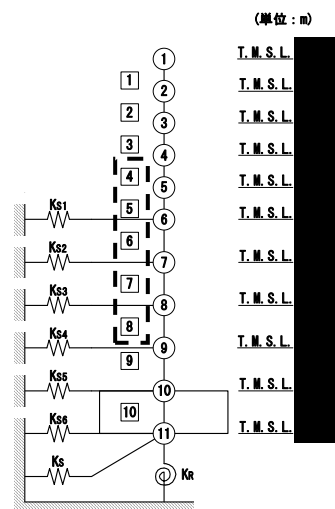 (単位：m)
① T.M.S.L.
1
② T.M.S.L.
2
③ T.M.S.L.
3
④ T.M.S.L.
4
⑤ T.M.S.L.
5
KS1 ⑥ T.M.S.L.
6
KS2 ⑦ T.M.S.L.
7
KS3 ⑧ T.M.S.L.
8
KS4 ⑨ T.M.S.L.
9
KS5 ⑩ T.M.S.L.
10
KS6 ⑪ T.M.S.L.
KS KR